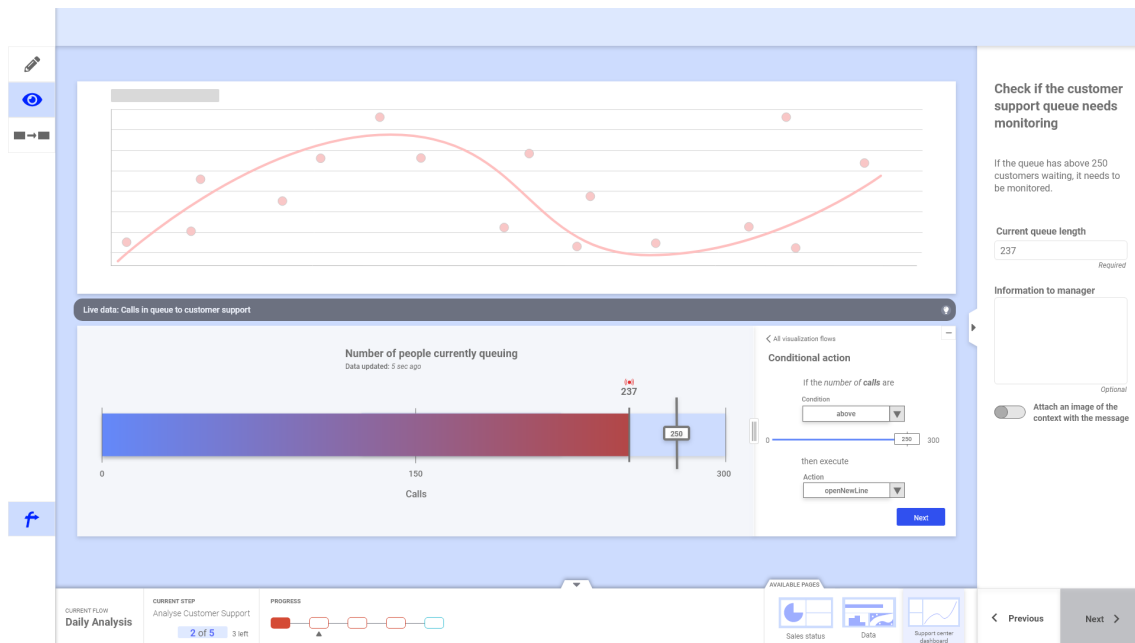 Check if the customer
support queue needs
monitoring
If the queue has above 250
customers waiting, it needs to
be monitored.
Current queue length
237
Required
Information to manager
Optional
Attach an image of the
context with the message
Live data: Calls in queue to customer support
Number of people currently queuing
Data updated: 5 sec ago
237
250
0
150
300
Calls
All visualization flows
Conditional action
If the number of calls are
Condition
above
0
250
300
then execute
Action
openNewLine
Next
CURRENT FLOW
Daily Analysis
CURRENT STEP
Analyse Customer Support
2 of 5
3 left
PROGRESS
AVAILABLE PAGES
Sales status
Data
Support center
dashboard
Previous
Next